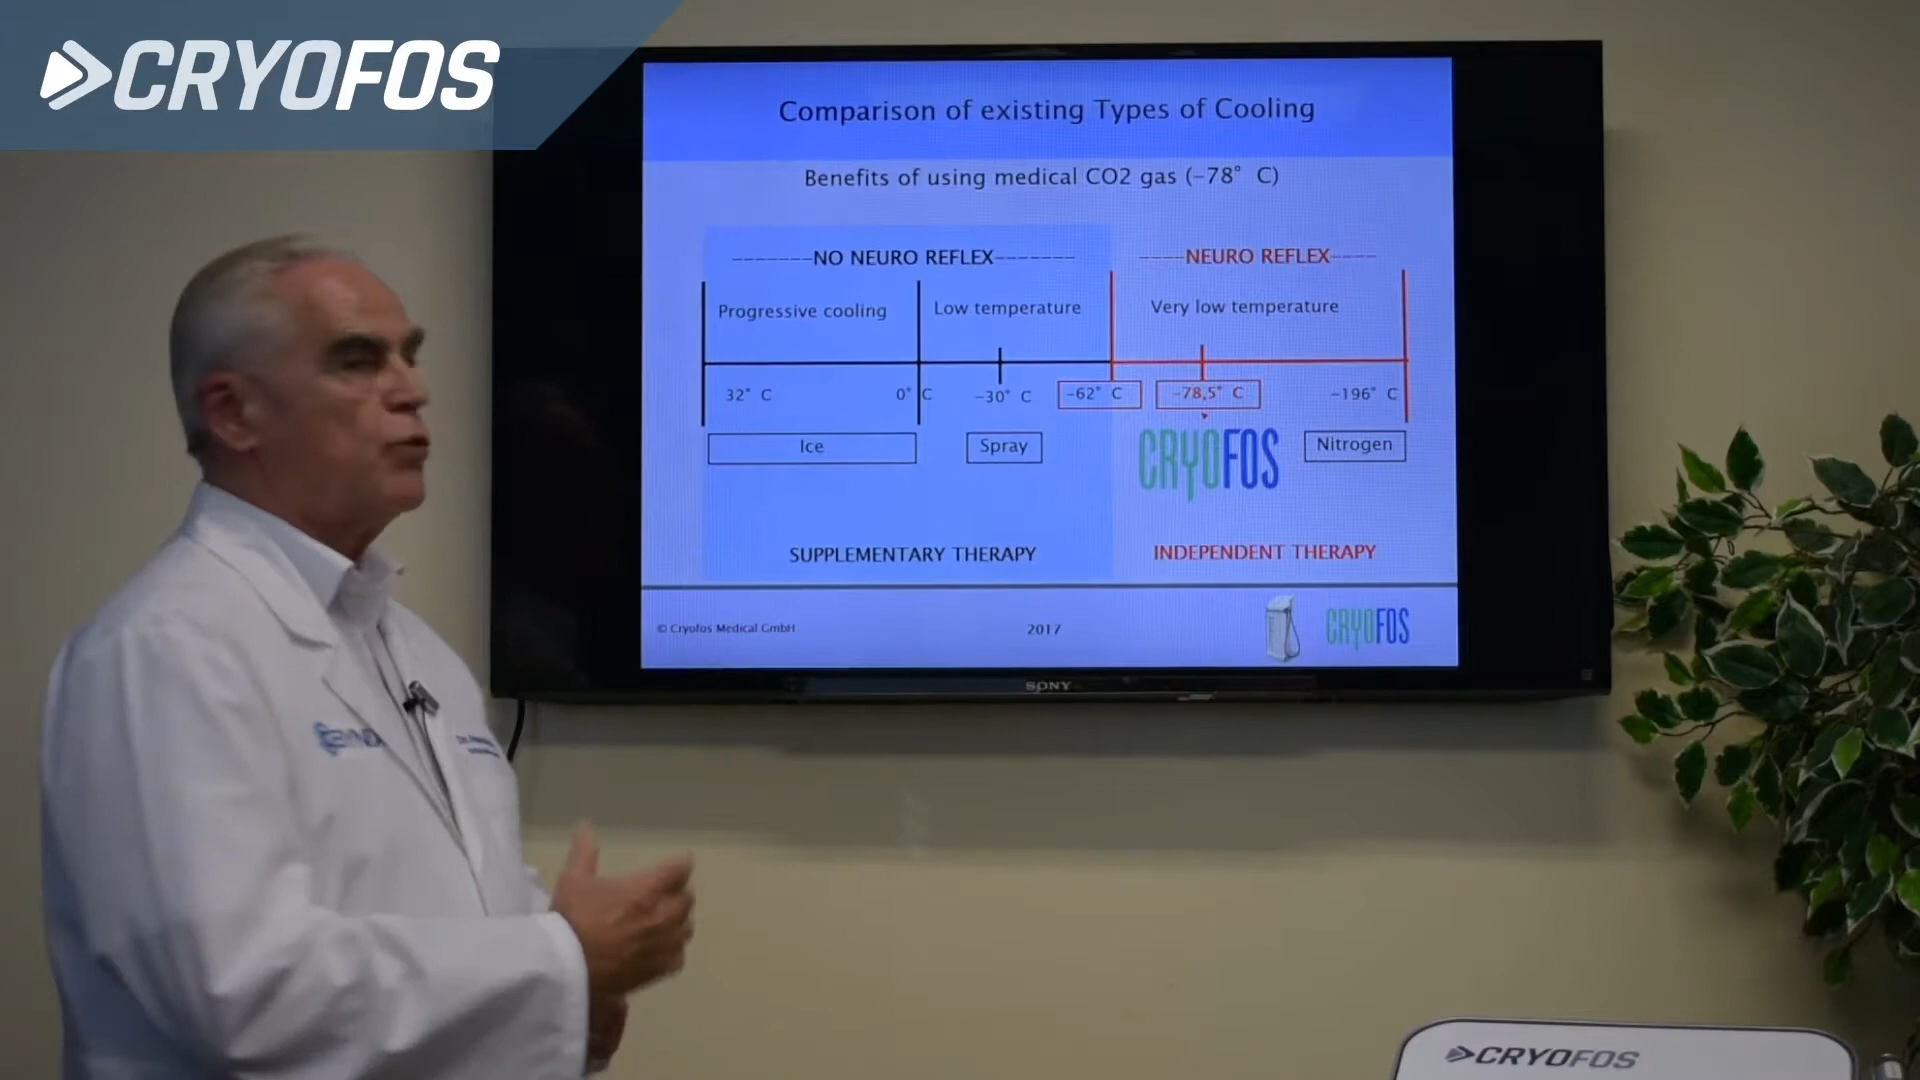 CRYOFOS
Comparison of existing Types of Cooling
Benefits of using medical CO2 gas (-78° C)
-------NO NEURO REFLEX-------
----NEURO REFLEX----
Progressive cooling
Low temperature
Very low temperature
32° C
0° C
-30° C
-62° C
-78,5° C
-196° C
Ice
Spray
CRYOFOS
Nitrogen
SUPPLEMENTARY THERAPY
INDEPENDENT THERAPY
© Cryofos Medical GmbH
2017
CRYOFOS
SONY
CRYOFOS